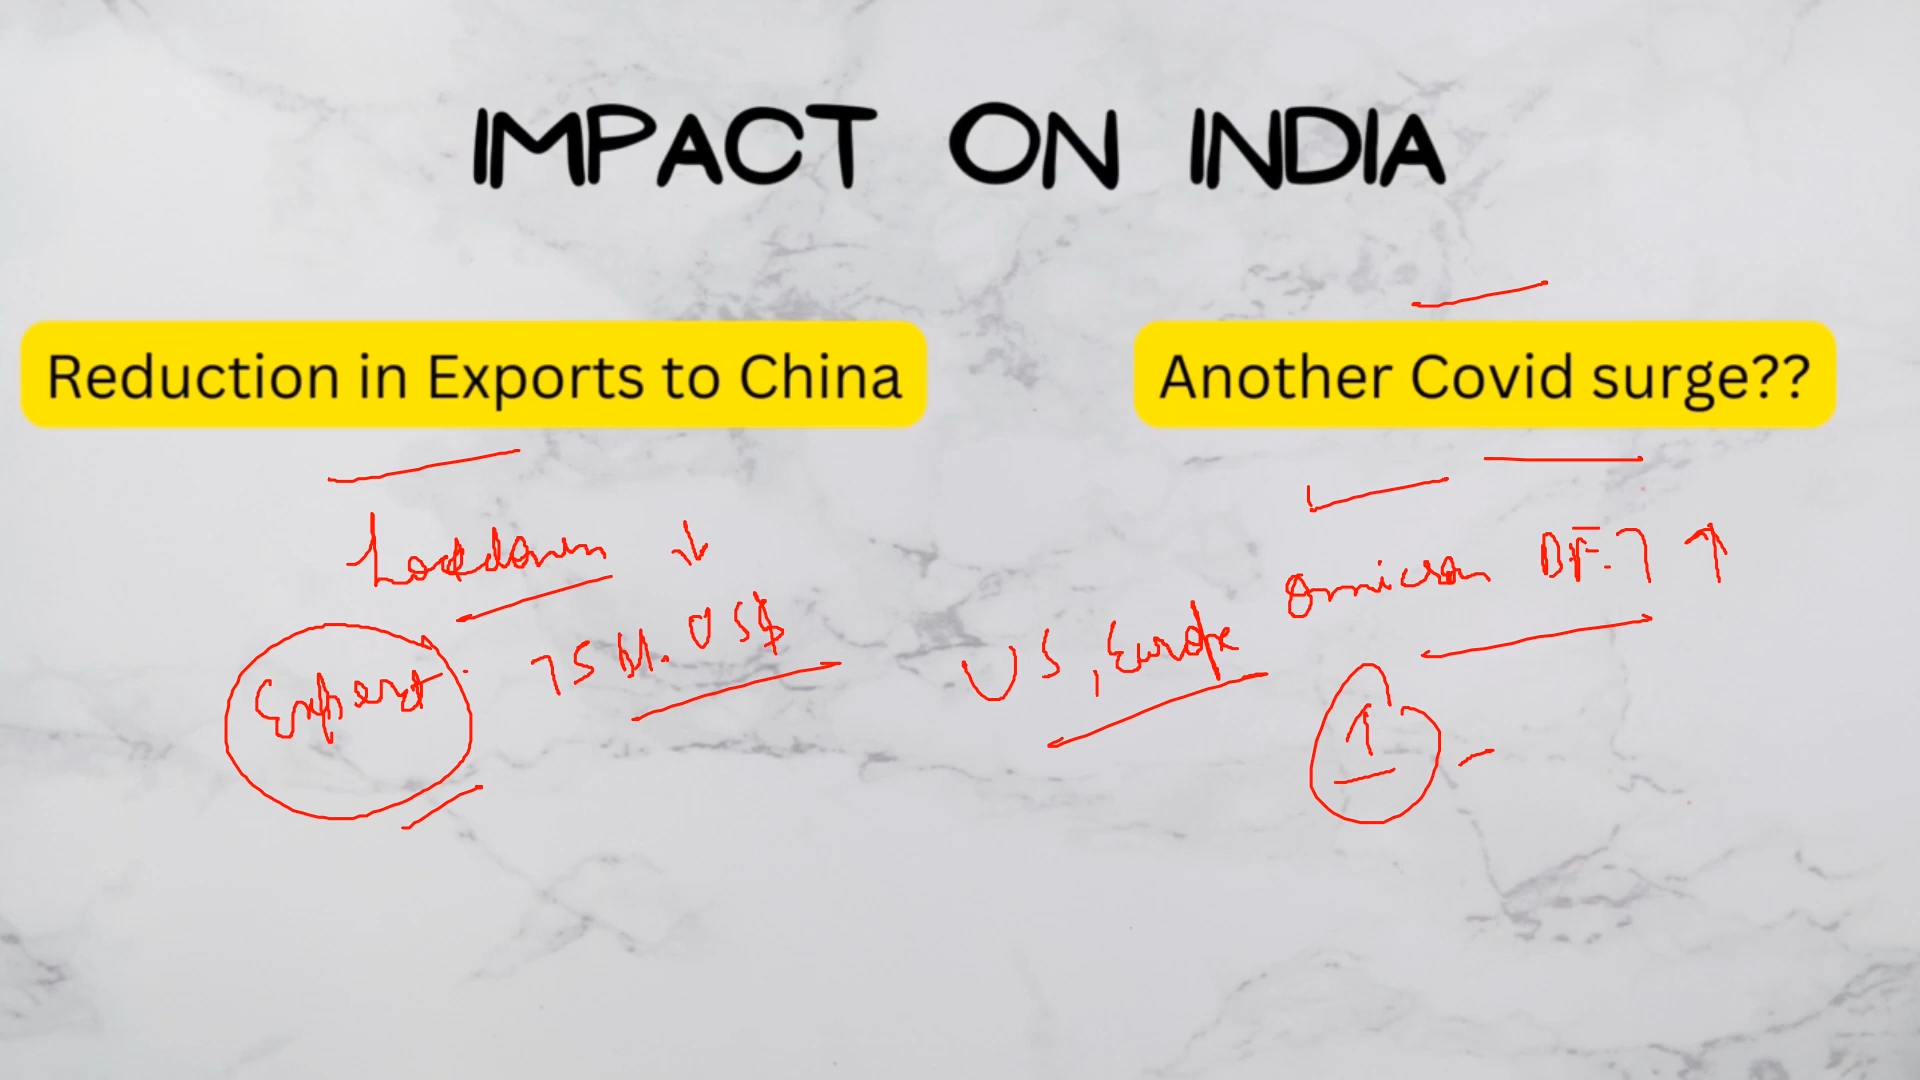 IMPACT ON INDIA
Reduction in Exports to China
Another Covid surge??
Lockdown ↓
Export
75 bl. US$
US, Europe
Omicron BF.7 ↑
↑